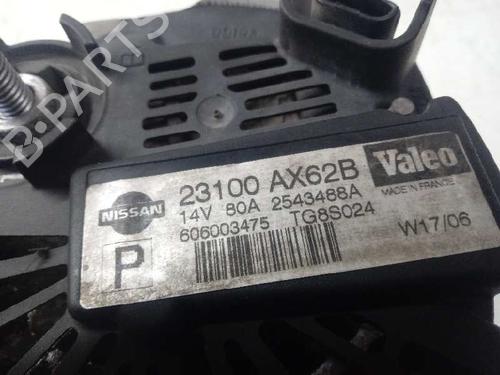 B-PARTS
NISSAN
23100 AX62B
Valeo
MADE IN FRANCE
14V 80A 2543488A
606003475 TG8S024
W17/06
P